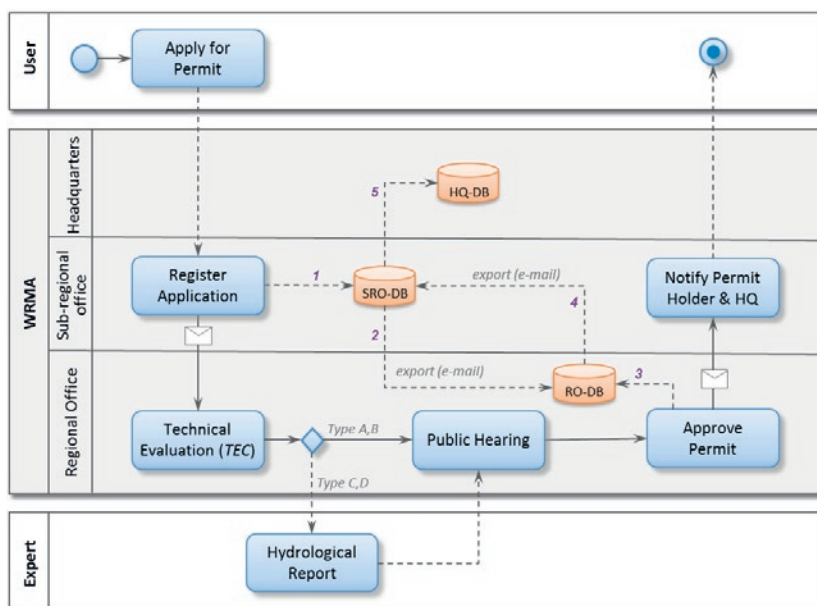 User
Apply for
Permit
WRMA
Headquarters
5
HQ-DB
Sub-regional
office
Register
Application
1
SRO-DB
export (e-mail)
Notify Permit
Holder & HQ
2
4
Regional Office
export (e-mail)
RO-DB
3
Technical
Evaluation (TEC)
Type A,B
Public Hearing
Approve
Permit
Type C,D
Expert
Hydrological
Report